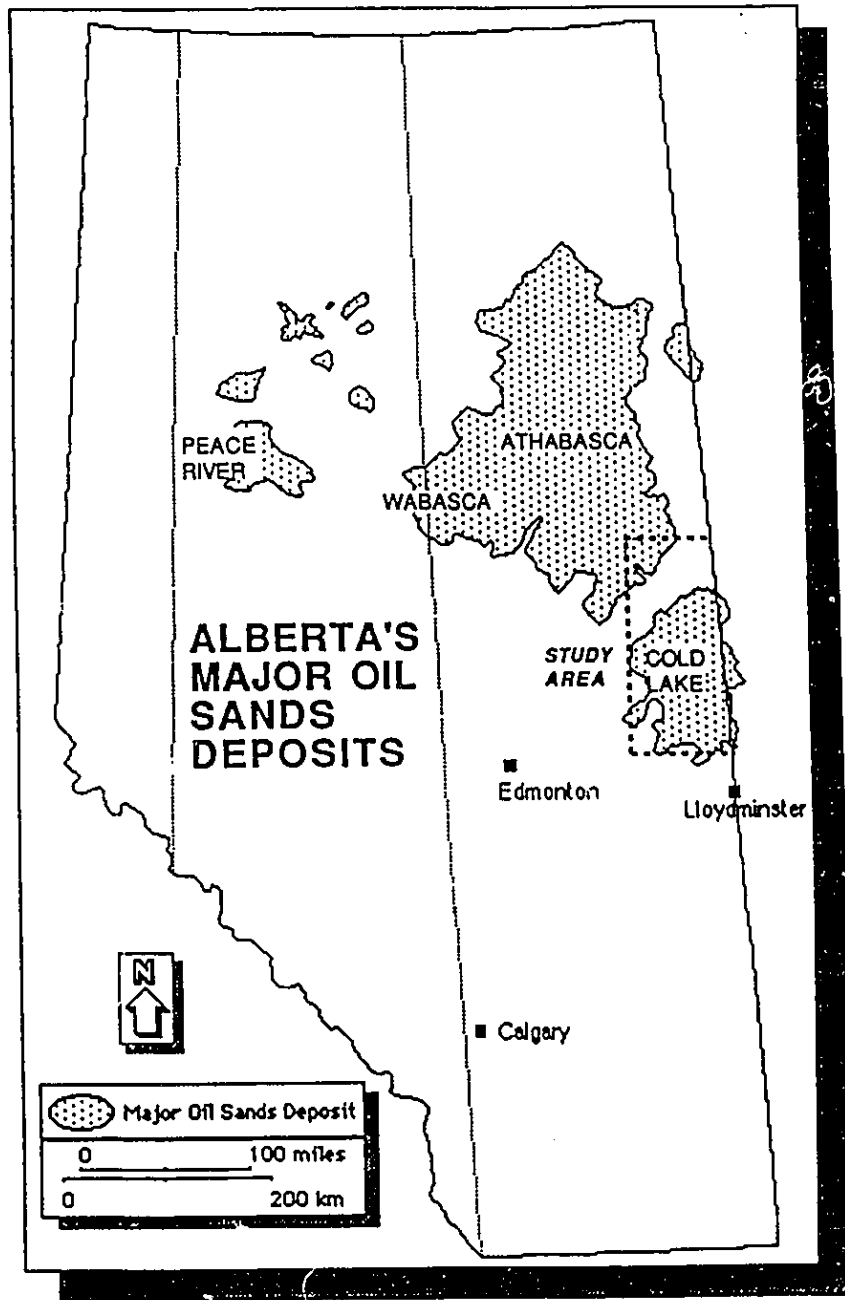 PEACE
RIVER
ATHABASCA
WABASCA
ALBERTA'S
MAJOR OIL
SANDS
DEPOSITS
STUDY
AREA
COLD
LAKE
Edmonton
Lloydminster
N
Calgary
Major Oil Sands Deposit
0 100 miles
0 200 km